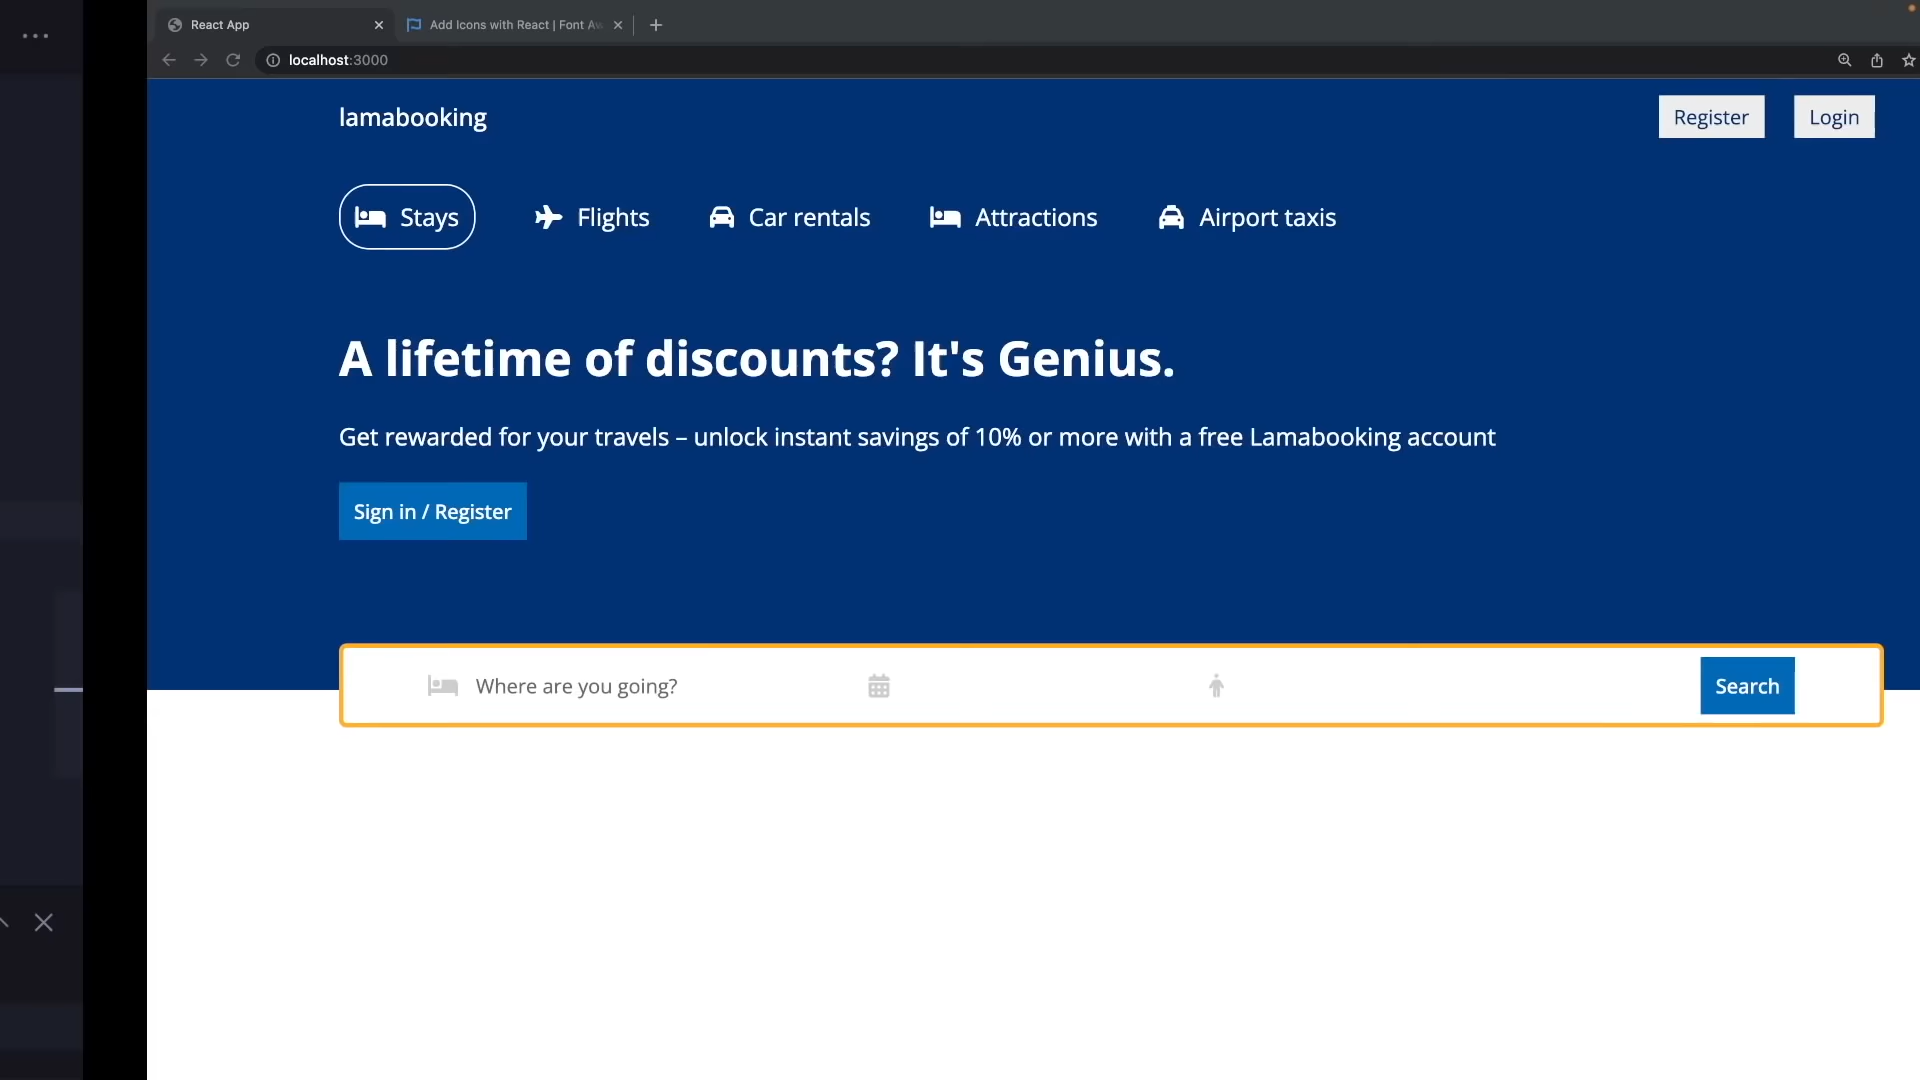 React App
Add Icons with React | Font Aw
localhost:3000
lamabooking
Register
Login
Stays
Flights
Car rentals
Attractions
Airport taxis
A lifetime of discounts? It's Genius.
Get rewarded for your travels – unlock instant savings of 10% or more with a free Lamabooking account
Sign in / Register
Where are you going?
Search